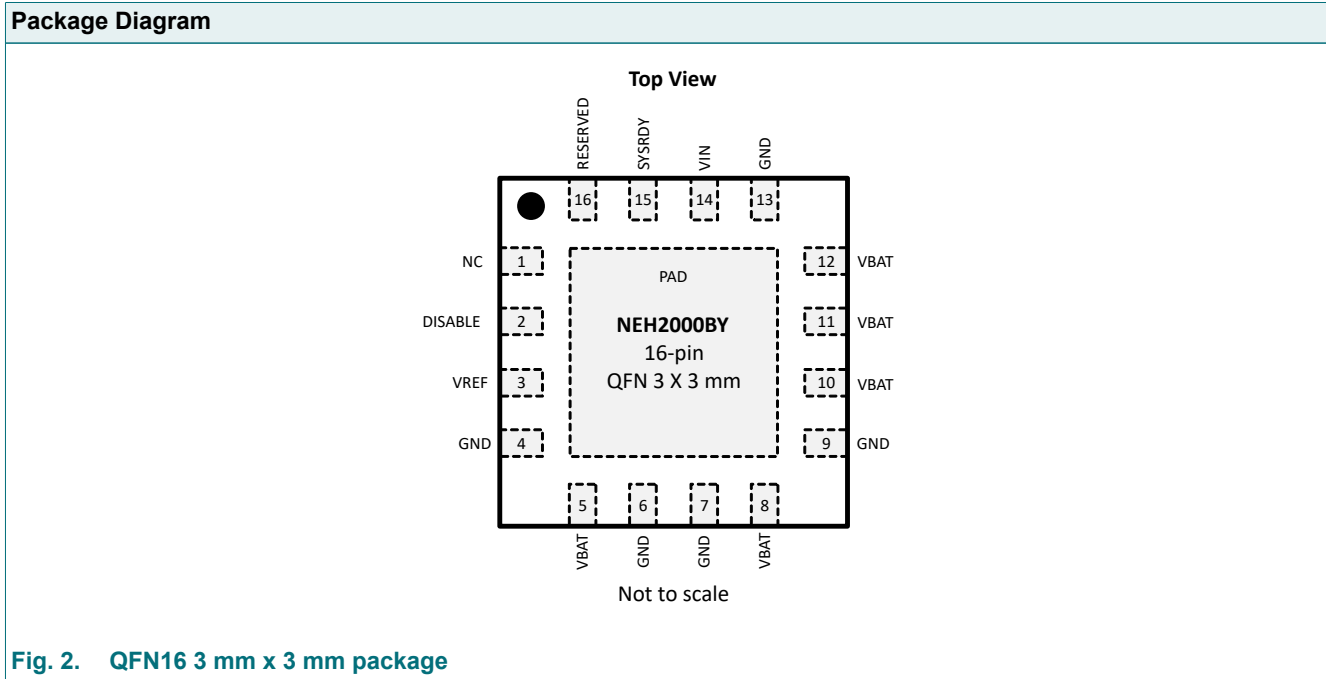 Package Diagram
Top View
RESERVED
SYSRDY
VIN
GND
16
15
14
13
NC
1
DISABLE
2
VREF
3
GND
4
PAD
NEH2000BY
16-pin
QFN 3 X 3 mm
12
VBAT
11
VBAT
10
VBAT
9
GND
5
6
7
8
VBAT
GND
GND
VBAT
Not to scale
Fig. 2. QFN16 3 mm x 3 mm package